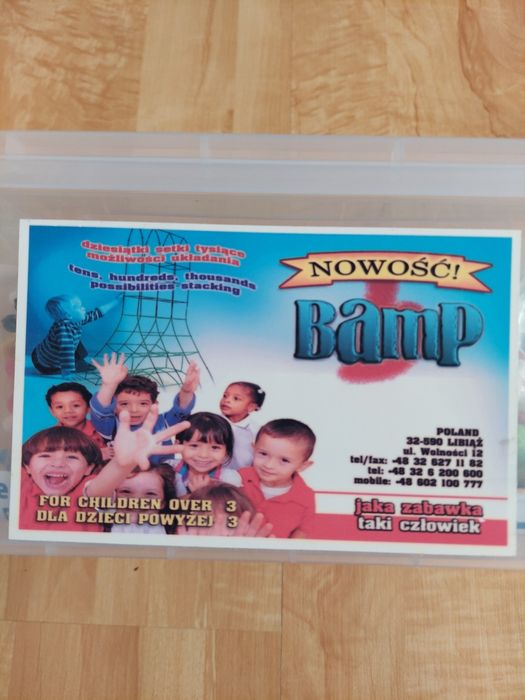 dziesiątki setki tysiące
możliwości układania
tens, hundreds, thousands
possibilities stacking
NOWOŚĆ!
Bamp
POLAND
32-590 LIBIĄŻ
ul. Wolności 12
tel/fax: +48 32 627 11 82
tel: +48 32 6 200 600
mobile: +48 602 100 777
FOR CHILDREN OVER 3
DLA DZIECI POWYŻEJ 3
jaka zabawka
taki człowiek